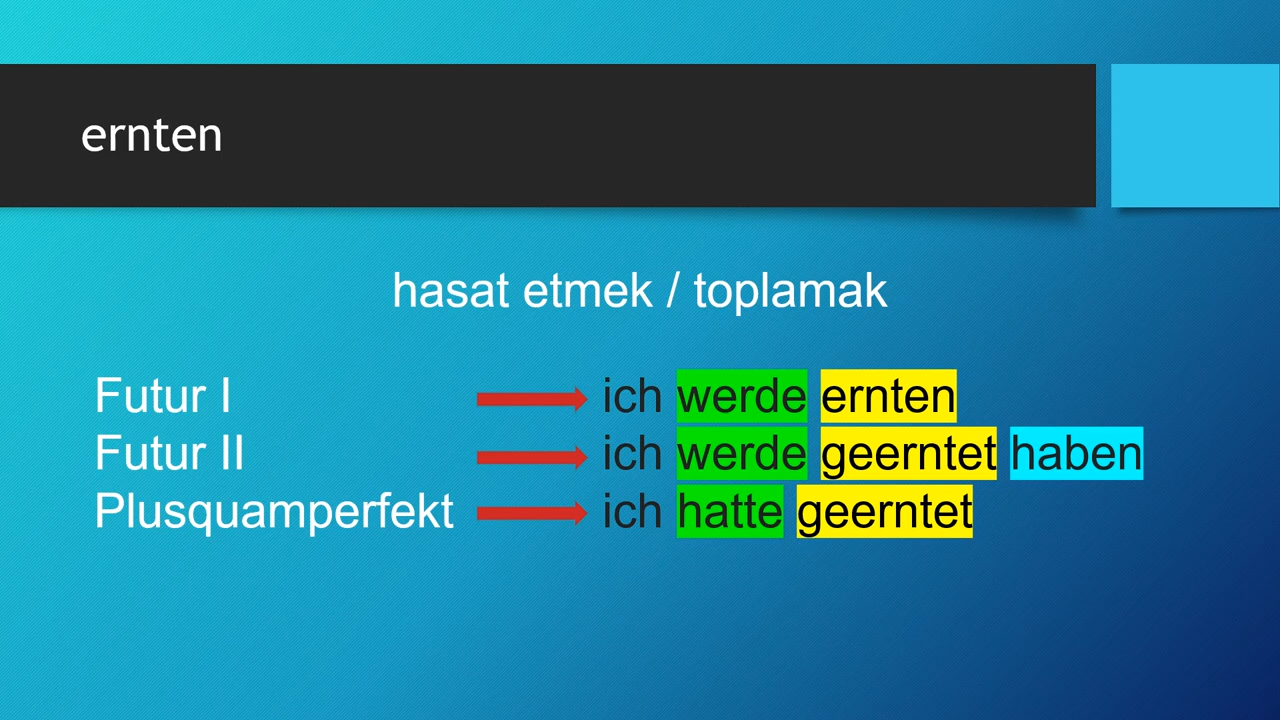 ernten
hasat etmek / toplamak
Futur I ich werde ernten
Futur II ich werde geerntet haben
Plusquamperfekt ich hatte geerntet